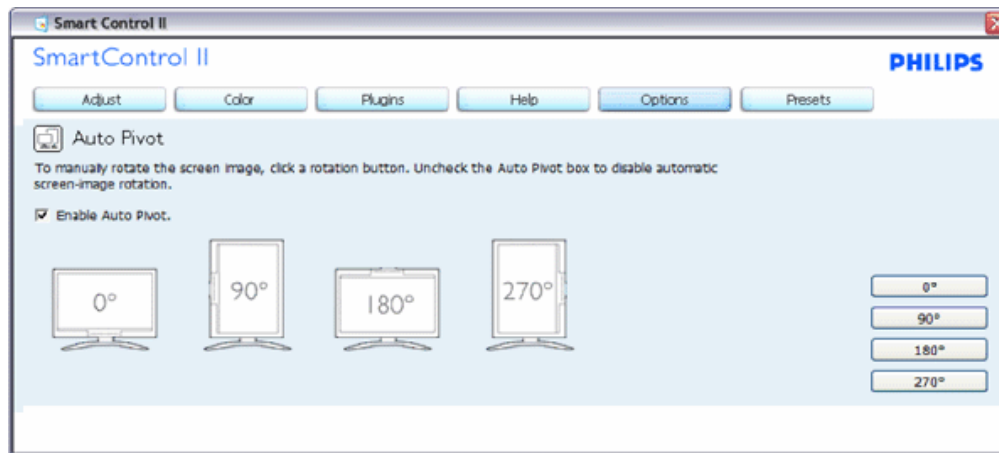 Smart Control II
SmartControl II
PHILIPS
Adjust Color Plugins Help Options Presets
Auto Pivot
To manually rotate the screen image, click a rotation button. Uncheck the Auto Pivot box to disable automatic
screen-image rotation.
Enable Auto Pivot.
0° 90° 180° 270°
0°
90°
180°
270°